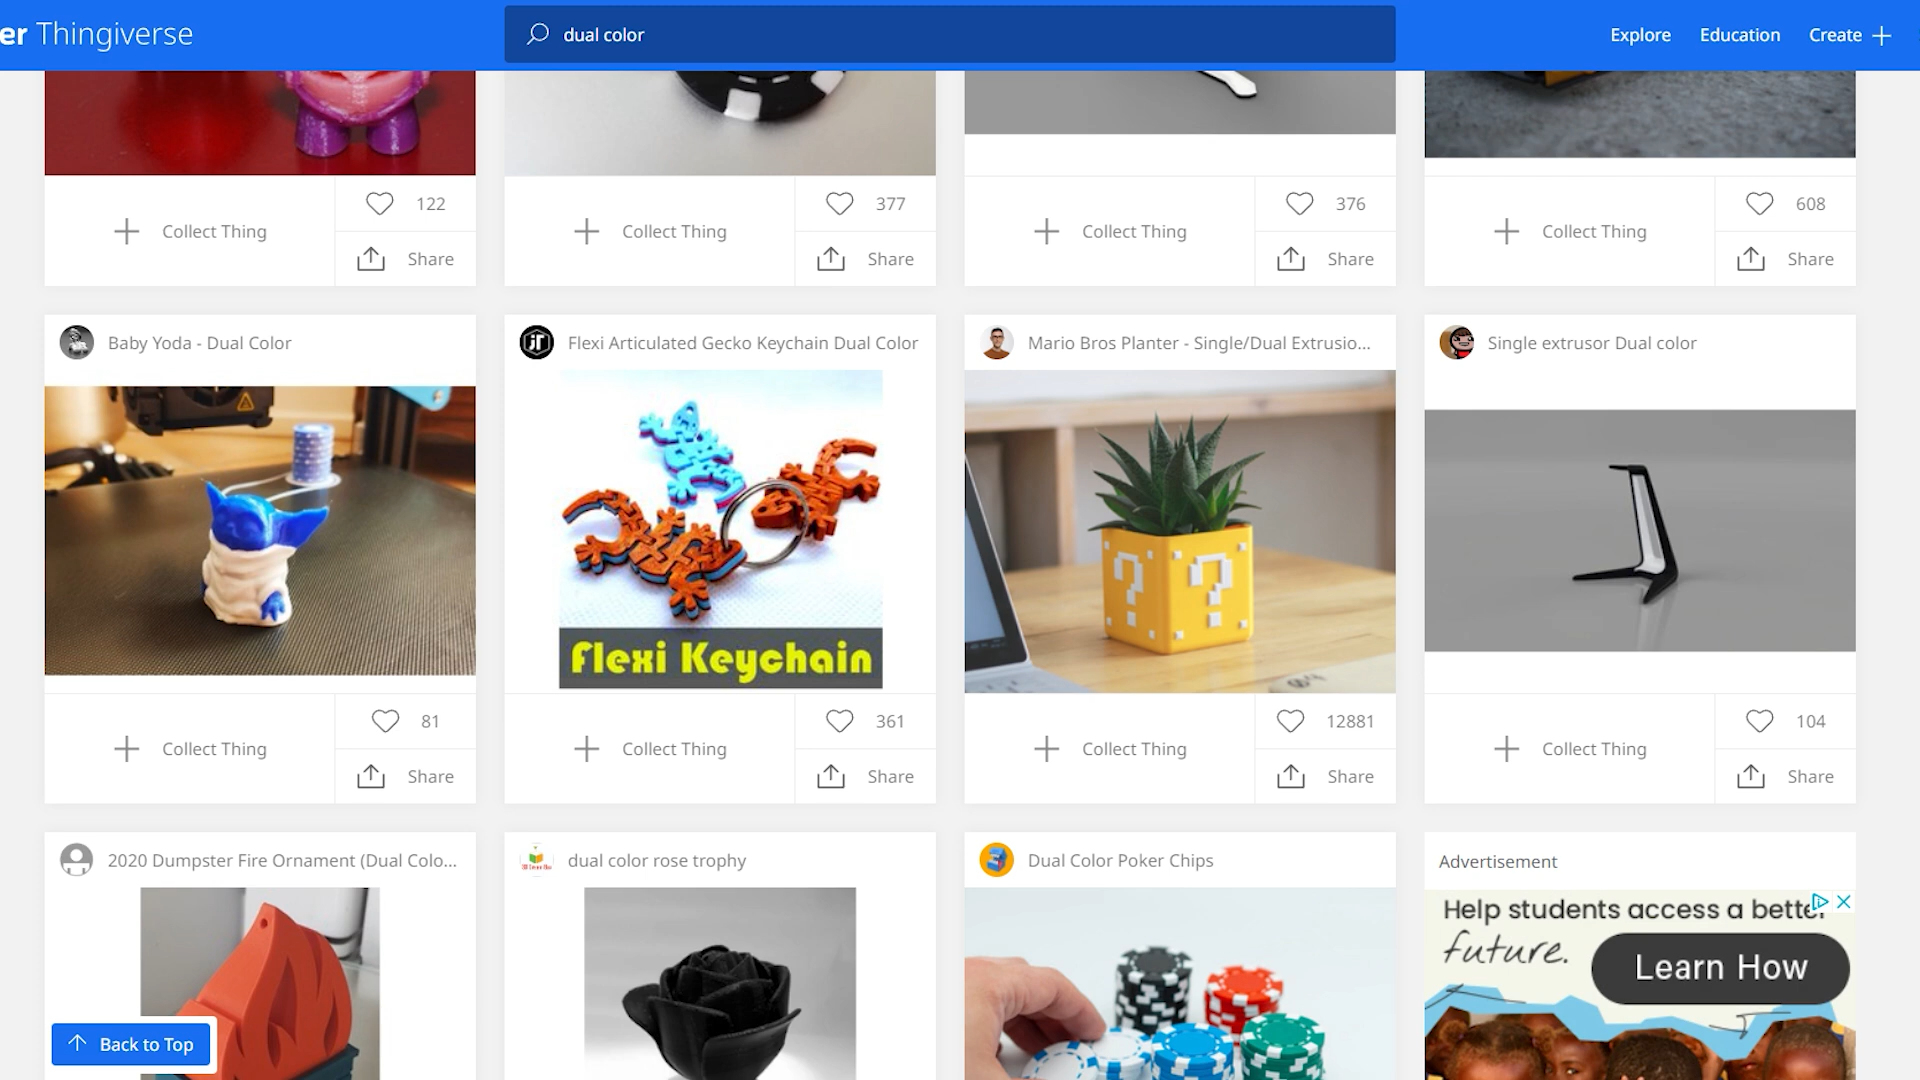 er Thingiverse
dual color
Explore
Education
Create
122
Collect Thing
Share
377
Collect Thing
Share
376
Collect Thing
Share
608
Collect Thing
Share
Baby Yoda - Dual Color
81
Collect Thing
Share
Flexi Articulated Gecko Keychain Dual Color
Flexi Keychain
361
Collect Thing
Share
Mario Bros Planter - Single/Dual Extrusio...
? ?
12881
Collect Thing
Share
Single extrusor Dual color
104
Collect Thing
Share
2020 Dumpster Fire Ornament (Dual Colo...
dual color rose trophy
Dual Color Poker Chips
Advertisement
Help students access a better
future.
Learn How
Back to Top